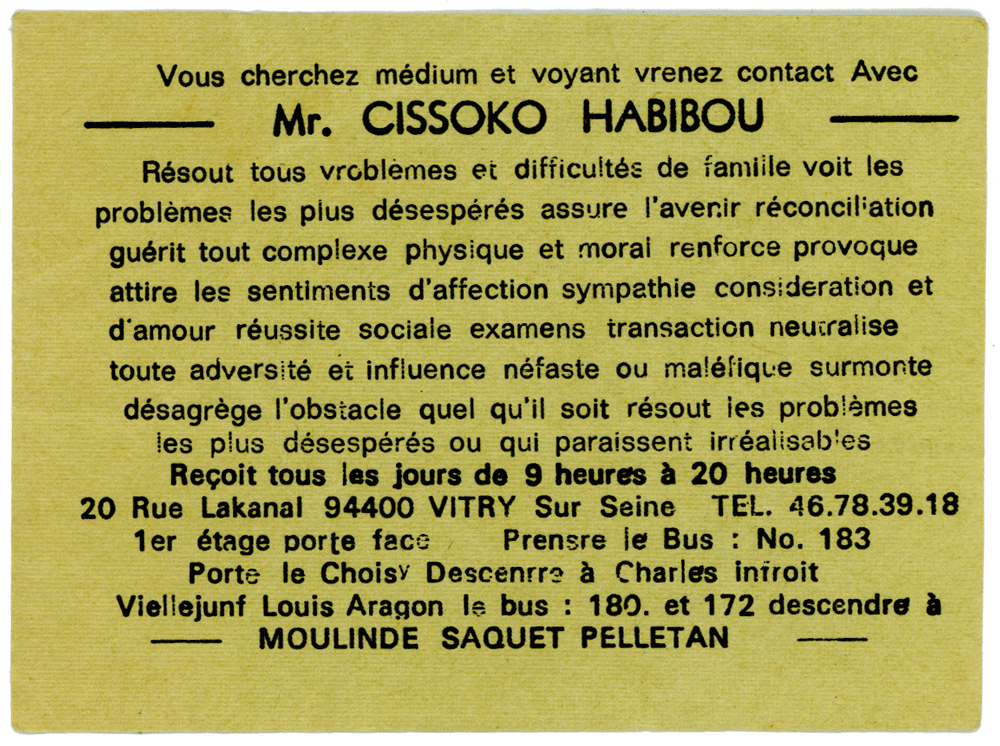 Vous cherchez médium et voyant vrenez contact Avec
Mr. CISSOKO HABIBOU
Résout tous vroblèmes et difficultés de famille voit les
problèmes les plus désespérés assure l'avenir réconciliation
guérit tout complexe physique et moral renforce provoque
attire les sentiments d'affection sympathie consideration et
d'amour réussite sociale examens transaction neutralise
toute adversité et influence néfaste ou maléfique surmonte
désagrège l'obstacle quel qu'il soit résout les problèmes
les plus désespérés ou qui paraissent irréalisables
Reçoit tous les jours de 9 heures à 20 heures
20 Rue Lakanal 94400 VITRY Sur Seine TEL. 46.78.39.18
1er étage porte face Prensre le Bus : No. 183
Porte le Choisy Descenrre à Charles infroit
Viellejunf Louis Aragon le bus : 180. et 172 descendre à
MOULINDE SAQUET PELLETAN